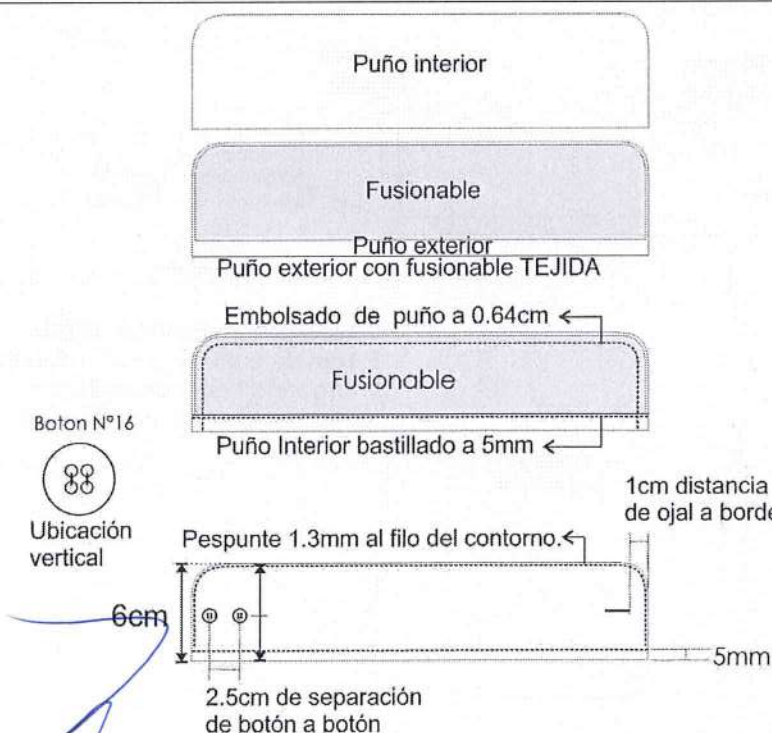 Puño interior
Fusionable
Puño exterior
Puño exterior con fusionable TEJIDA
Embolsado de puño a 0.64cm
Fusionable
Boton Nº16
Puño Interior bastillado a 5mm
Ubicación
vertical
1cm distancia
de ojal a borde
Pespunte 1.3mm al filo del contorno.
6cm
5mm
2.5cm de separación
de botón a botón